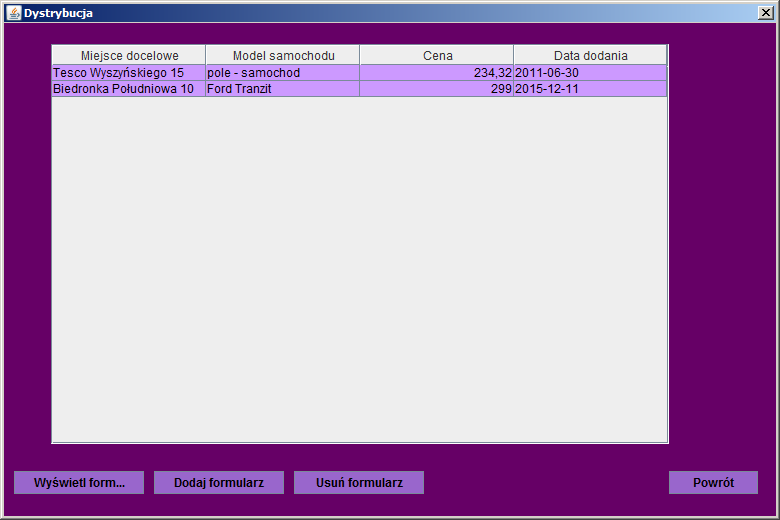 Dystrybucja
Miejsce docelowe Model samochodu Cena Data dodania
Tesco Wyszyńskiego 15 pole - samochod 234,32 2011-06-30
Biedronka Południowa 10 Ford Tranzit 299 2015-12-11
Wyświetl form... Dodaj formularz Usuń formularz Powrót